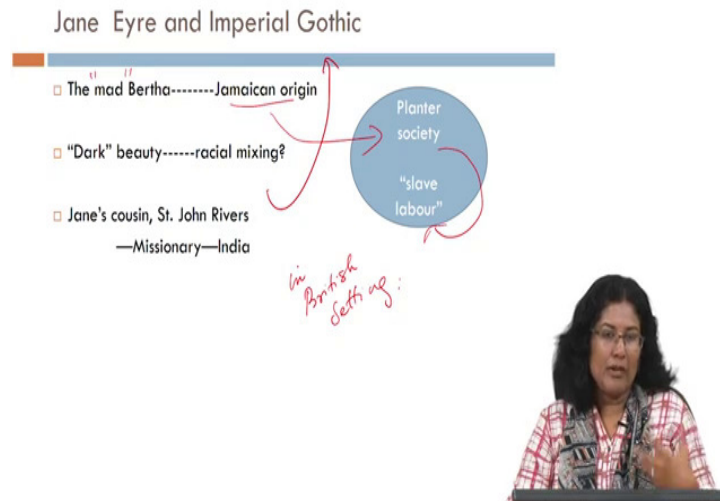 Jane Eyre and Imperial Gothic
The "mad" Bertha--------Jamaican origin
"Dark" beauty------racial mixing?
Jane's cousin, St. John Rivers
—Missionary—India
Planter
society
"slave
labour"
in
British
Setting: